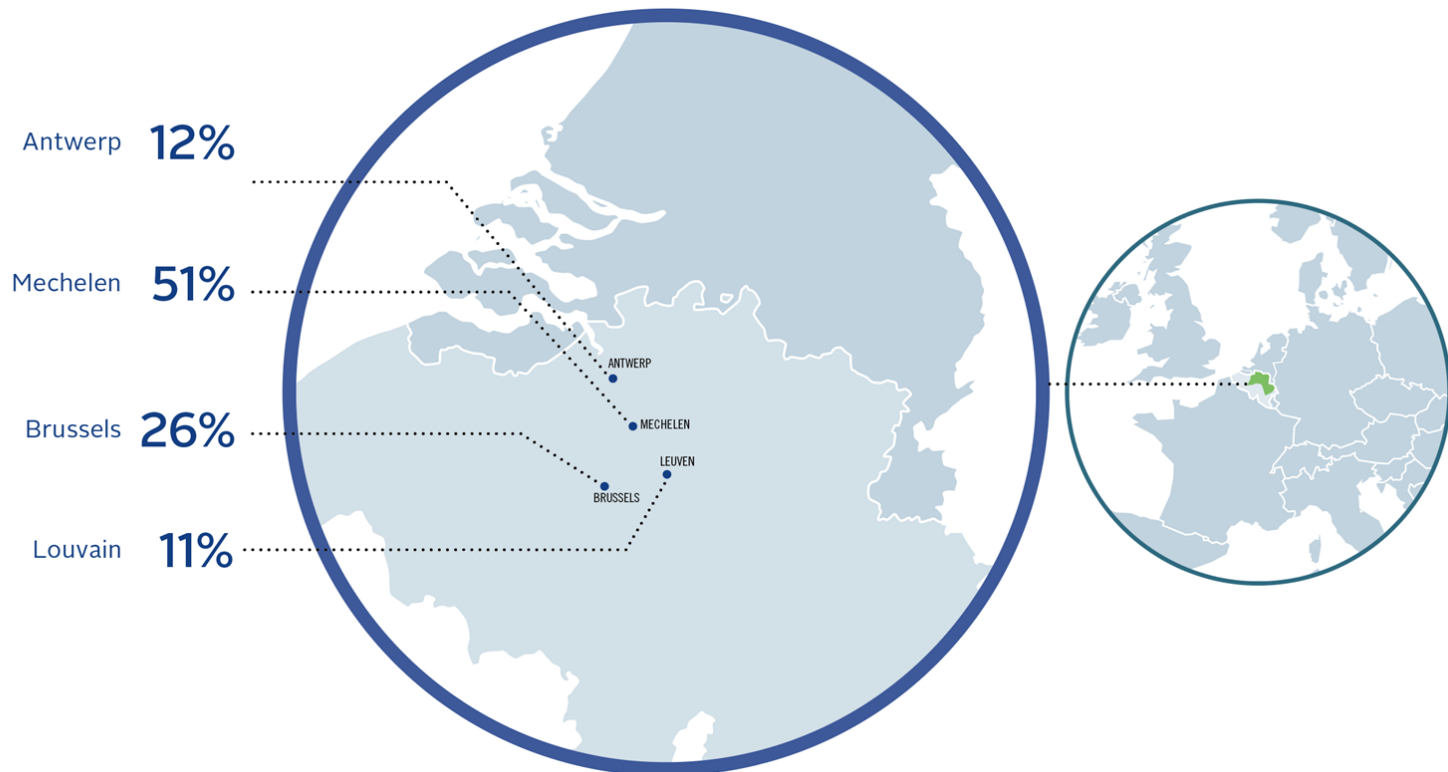 Antwerp 12%
Mechelen 51%
Brussels 26%
Louvain 11%
ANTWERP
MECHELEN
LEUVEN
BRUSSELS